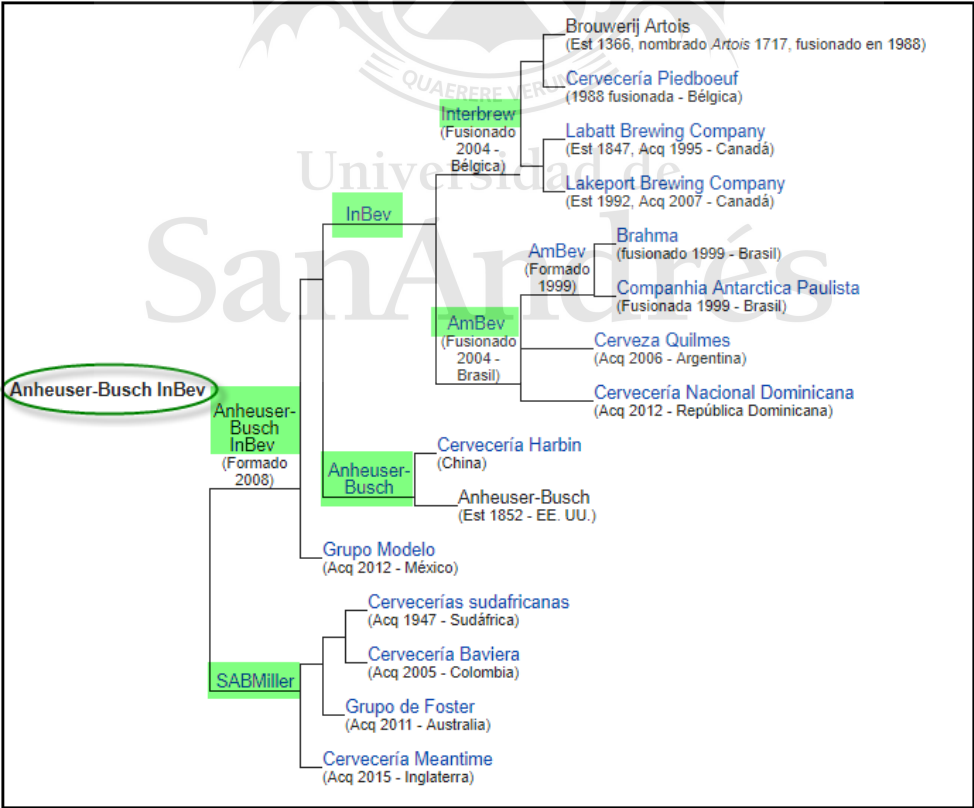 Brouwerij Artois
(Est 1366, nombrado Artois 1717, fusionado en 1988)
Cervecería Piedboeuf
(1988 fusionada - Bélgica)
Interbrew
(Fusionado
2004 -
Bélgica)
Labatt Brewing Company
(Est 1847, Acq 1995 - Canadá)
Lakeport Brewing Company
(Est 1992, Acq 2007 - Canadá)
InBev
Brahma
(fusionado 1999 - Brasil)
AmBev
(Formado
1999)
Companhia Antarctica Paulista
(Fusionada 1999 - Brasil)
AmBev
(Fusionado
2004 -
Brasil)
Cerveza Quilmes
(Acq 2006 - Argentina)
Cervecería Nacional Dominicana
(Acq 2012 - República Dominicana)
Anheuser-Busch InBev
Anheuser-
Busch
InBev
(Formado
2008)
Cervecería Harbin
(China)
Anheuser-
Busch
Anheuser-Busch
(Est 1852 - EE. UU.)
Grupo Modelo
(Acq 2012 - México)
Cervecerías sudafricanas
(Acq 1947 - Sudáfrica)
Cervecería Baviera
(Acq 2005 - Colombia)
SABMiller
Grupo de Foster
(Acq 2011 - Australia)
Cervecería Meantime
(Acq 2015 - Inglaterra)
QUAERERE VERUM
Universidad de
SanAndrés